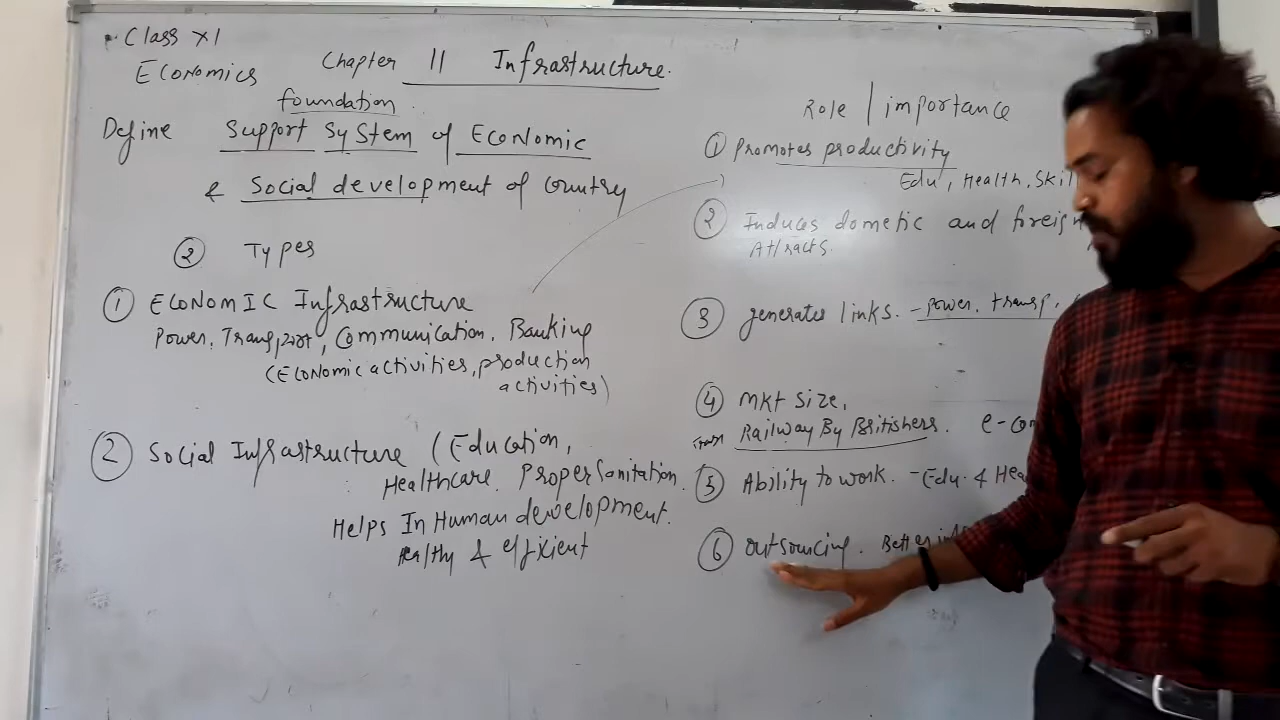 Class XI
Economics Chapter 11 Infrastructure.
foundation
Define Support System of Economic
& Social development of Country
② Types
① ECONOMIC Infrastructure
Power, Transport, Communication, Banking
(Economic activities, production
activities)
② Social Infrastructure (Education,
Healthcare. Proper Sanitation.
Helps In Human development.
Healthy & efficient
Role | importance
① Promotes productivity
Edu, Health, Skil
② Induces dometic and foreign
Attracts.
③ generates links. - power, transp,
④ Mkt size,
Railway By Britishers. e-con
⑤ Ability to work. - Edu. & Hea
⑥ outsourcing. Better inf